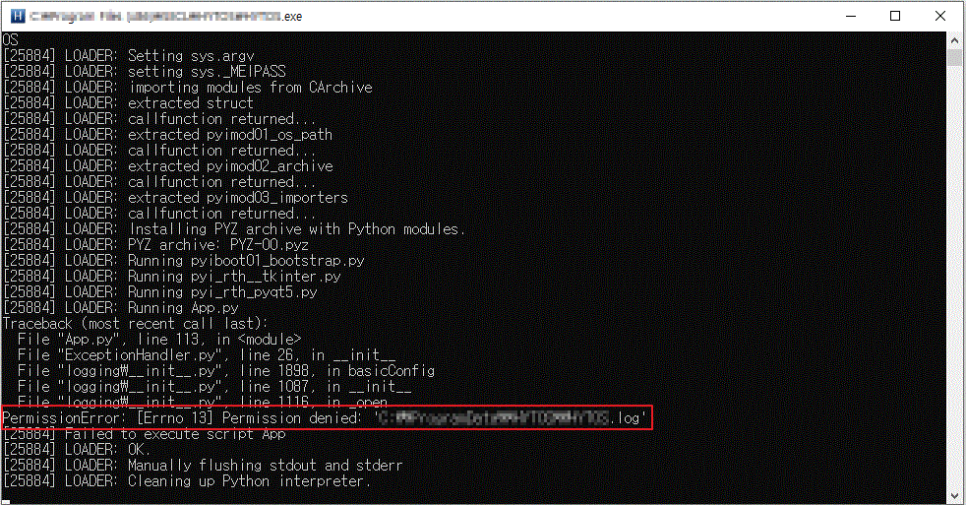 .exe
OS
[25884] LOADER: Setting sys.argv
[25884] LOADER: setting sys._MEIPASS
[25884] LOADER: importing modules from CArchive
[25884] LOADER: extracted struct
[25884] LOADER: callfunction returned...
[25884] LOADER: extracted pyimod01_os_path
[25884] LOADER: callfunction returned...
[25884] LOADER: extracted pyimod02_archive
[25884] LOADER: callfunction returned...
[25884] LOADER: extracted pyimod03_importers
[25884] LOADER: callfunction returned...
[25884] LOADER: Installing PYZ archive with Python modules.
[25884] LOADER: PYZ archive: PYZ-00.pyz
[25884] LOADER: Running pyiboot01_bootstrap.py
[25884] LOADER: Running pyi_rth__tkinter.py
[25884] LOADER: Running pyi_rth_pyqt5.py
[25884] LOADER: Running App.py
Traceback (most recent call last):
File "App.py", line 113, in <module>
File "ExceptionHandler.py", line 26, in __init__
File "logging₩__init__.py", line 1898, in basicConfig
File "logging₩__init__.py", line 1087, in __init__
File "logging₩__init__.py", line 1116, in _open
PermissionError: [Errno 13] Permission denied: '.log'
[25884] Failed to execute script App
[25884] LOADER: OK.
[25884] LOADER: Manually flushing stdout and stderr
[25884] LOADER: Cleaning up Python interpreter.